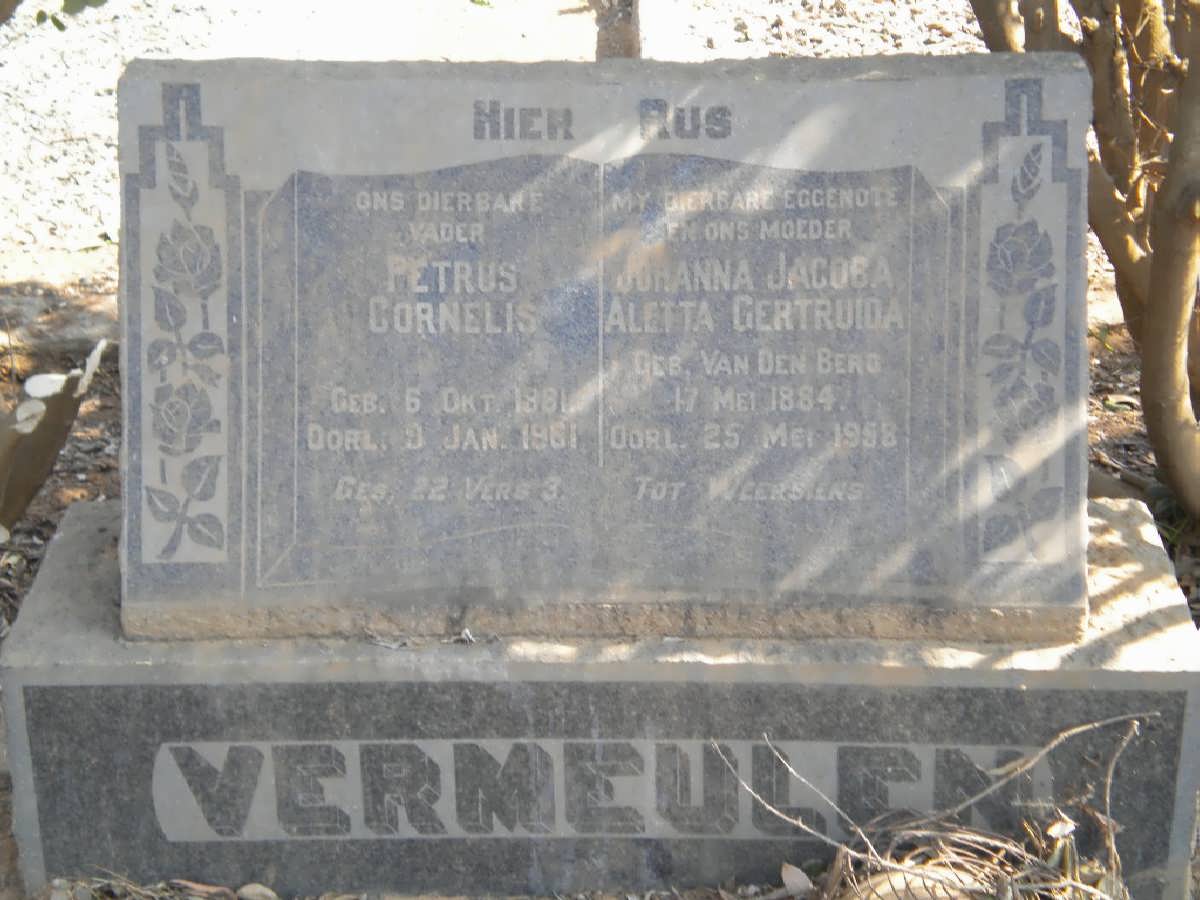 HIER RUS
ONS DIERBARE
VADER
PETRUS
CORNELIS
GEB. 6 OKT. 1881.
OORL. 9 JAN. 1961
GES. 22 VERS 3.
MY DIERBARE EGGENOTE
EN ONS MOEDER
JOHANNA JACOBA
ALETTA GERTRUIDA
GEB. VAN DEN BERG
17 MEI 1884.
OORL. 25 MEI 1958
TOT WEERSIENS
VERMEULEN